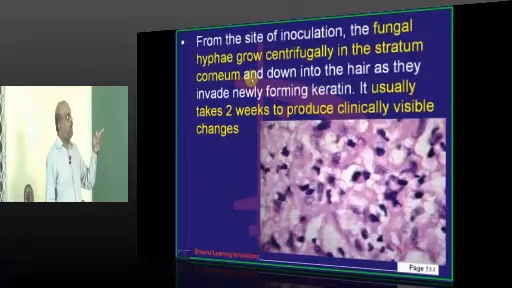 • From the site of inoculation, the fungal
hyphae grow centrifugally in the stratum
corneum and down into the hair as they
invade newly forming keratin. It usually
takes 2 weeks to produce clinically visible
changes
Page